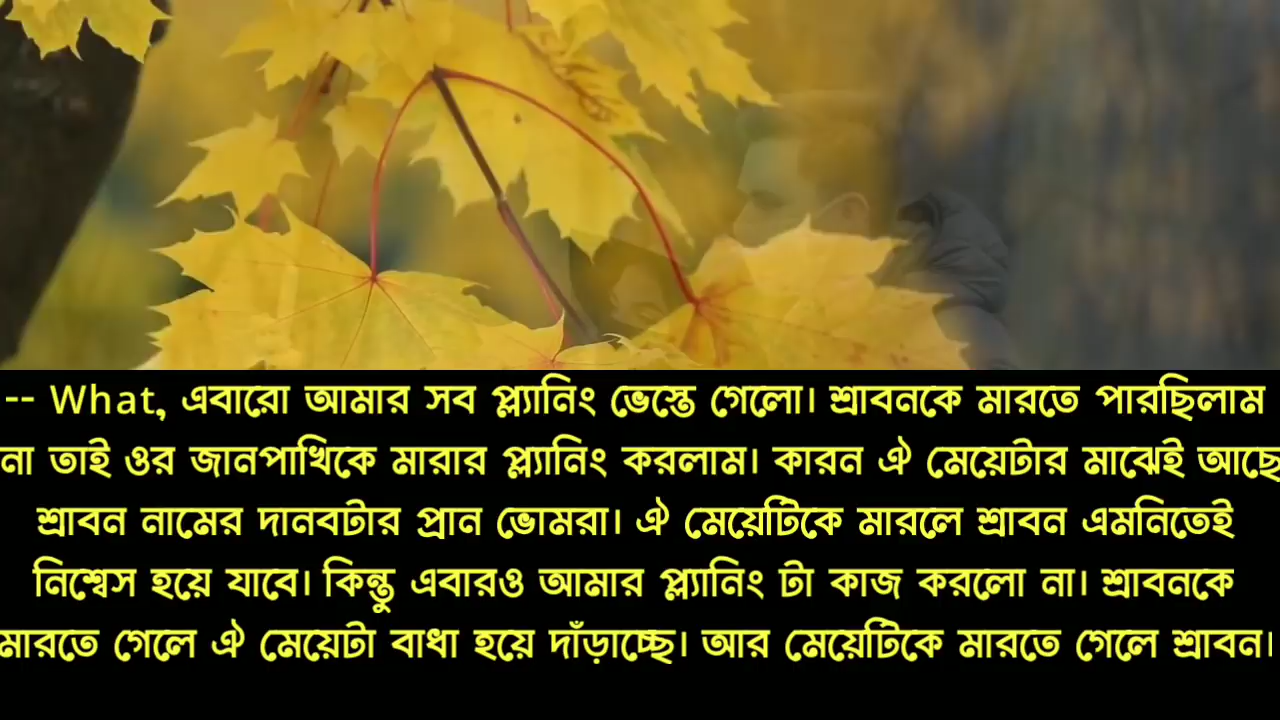 -- What, এবারো আমার সব প্ল্যানিং ভেস্তে গেলো। শ্রাবনকে মারতে পারছিলাম
না তাই ওর জানপাখিকে মারার প্ল্যানিং করলাম। কারন ঐ মেয়েটার মাঝেই আছে
শ্রাবন নামের দানবটার প্রান ভোমরা। ঐ মেয়েটিকে মারলে শ্রাবন এমনিতেই
নিশ্বেস হয়ে যাবে। কিন্তু এবারও আমার প্ল্যানিং টা কাজ করলো না। শ্রাবনকে
মারতে গেলে ঐ মেয়েটা বাধা হয়ে দাঁড়াচ্ছে। আর মেয়েটিকে মারতে গেলে শ্রাবন।